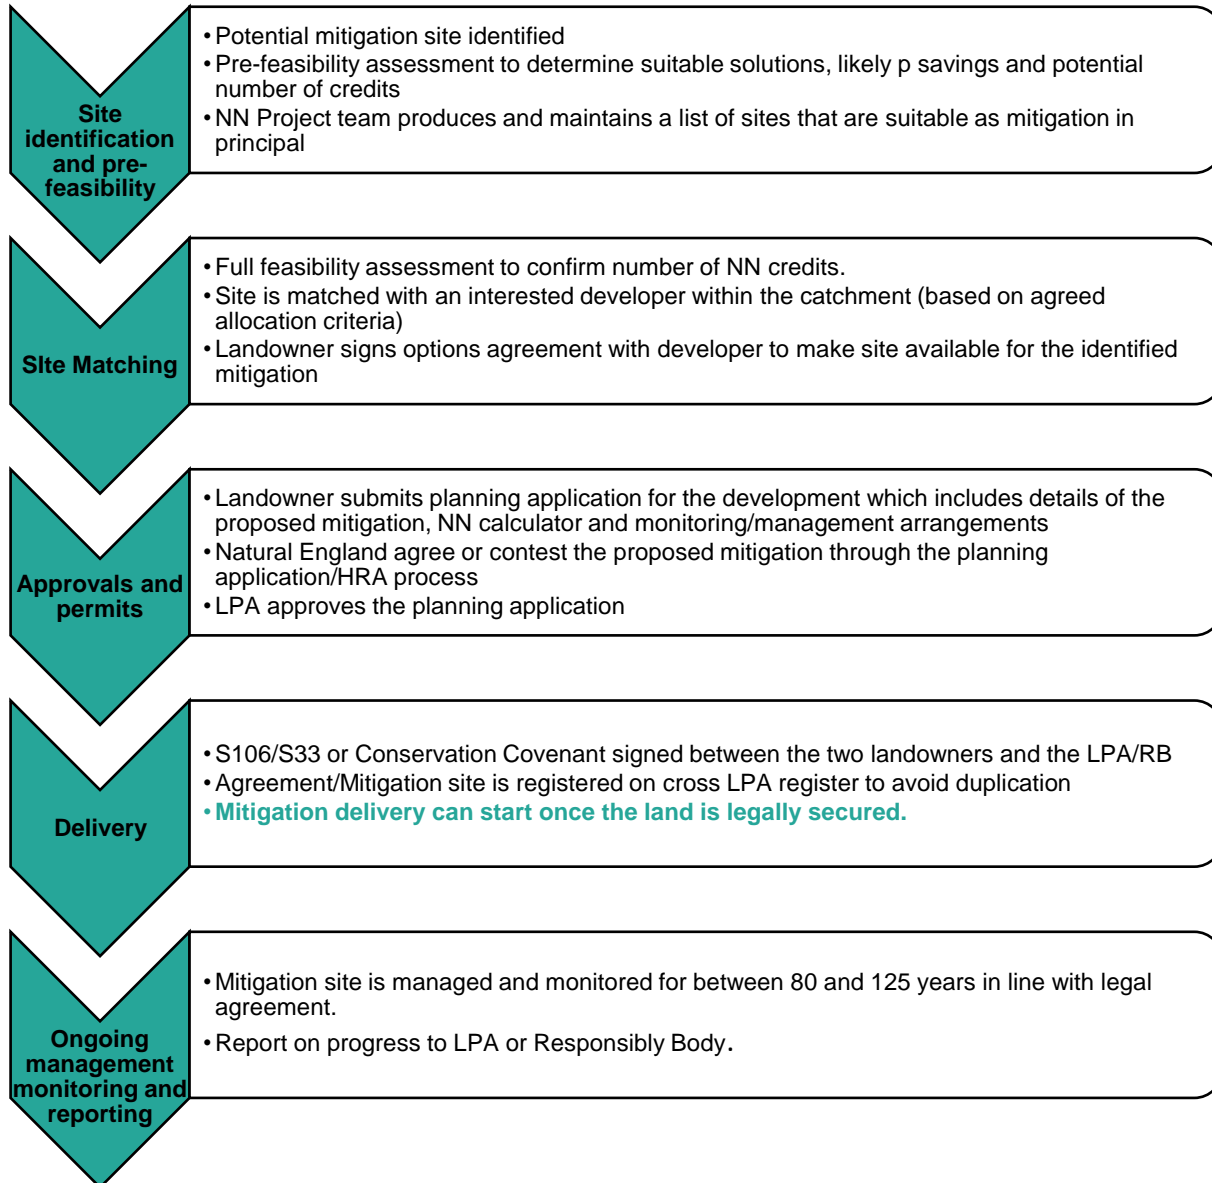 Site
identification
and pre-
feasibility
• Potential mitigation site identified
• Pre-feasibility assessment to determine suitable solutions, likely p savings and potential
number of credits
• NN Project team produces and maintains a list of sites that are suitable as mitigation in
principal
SIte Matching
• Full feasibility assessment to confirm number of NN credits.
• Site is matched with an interested developer within the catchment (based on agreed
allocation criteria)
• Landowner signs options agreement with developer to make site available for the identified
mitigation
Approvals and
permits
• Landowner submits planning application for the development which includes details of the
proposed mitigation, NN calculator and monitoring/management arrangements
• Natural England agree or contest the proposed mitigation through the planning
application/HRA process
• LPA approves the planning application
Delivery
• S106/S33 or Conservation Covenant signed between the two landowners and the LPA/RB
• Agreement/Mitigation site is registered on cross LPA register to avoid duplication
• Mitigation delivery can start once the land is legally secured.
Ongoing
management
monitoring and
reporting
• Mitigation site is managed and monitored for between 80 and 125 years in line with legal
agreement.
• Report on progress to LPA or Responsibly Body.